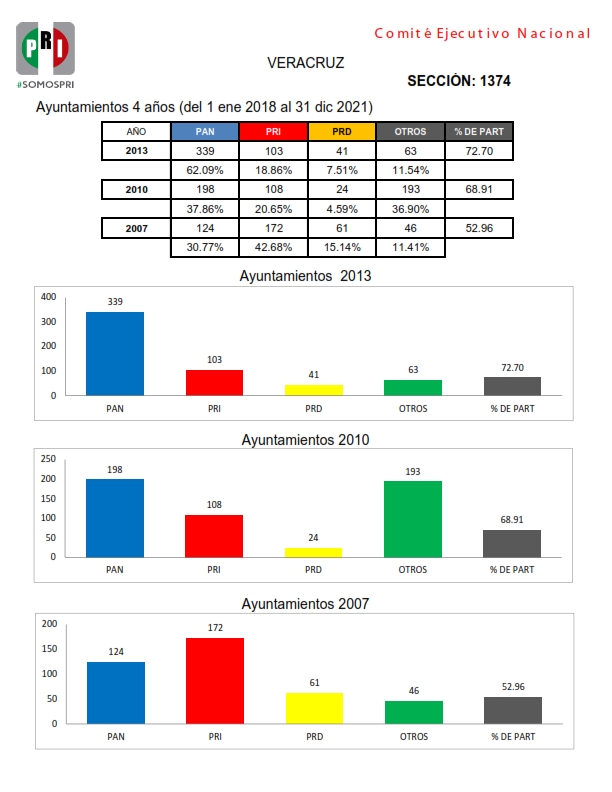 Comité Ejecutivo Nacional
PRI
#SOMOSPRI
VERACRUZ
SECCIÓN: 1374
Ayuntamientos 4 años (del 1 ene 2018 al 31 dic 2021)
AÑO PAN PRI PRD OTROS % DE PART
2013 339 103 41 63 72.70
62.09% 18.86% 7.51% 11.54%
2010 198 108 24 193 68.91
37.86% 20.65% 4.59% 36.90%
2007 124 172 61 46 52.96
30.77% 42.68% 15.14% 11.41%
Ayuntamientos 2013
400
300
200
100
0
339
103
41
63
72.70
PAN PRI PRD OTROS % DE PART
Ayuntamientos 2010
250
200
150
100
50
0
198
108
24
193
68.91
PAN PRI PRD OTROS % DE PART
Ayuntamientos 2007
200
150
100
50
0
124
172
61
46
52.96
PAN PRI PRD OTROS % DE PART